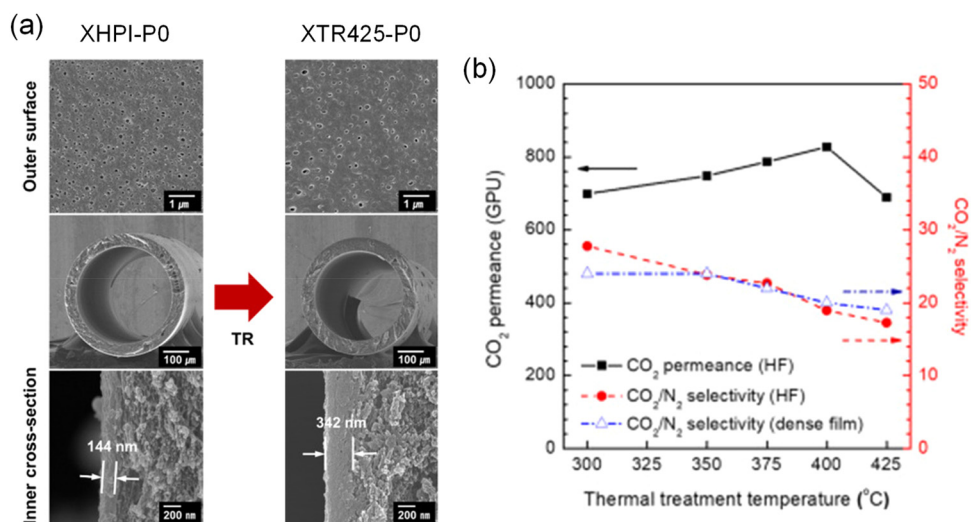 (a)
XHPI-P0
XTR425-P0
Outer surface
1 μm
1 μm
100 μm
TR
100 μm
Inner cross-section
144 nm
342 nm
200 nm
200 nm
(b)
1000
800
600
400
200
0
CO₂ permeance (GPU)
50
40
30
20
10
0
CO₂/N₂ selectivity
CO₂ permeance (HF)
CO₂/N₂ selectivity (HF)
CO₂/N₂ selectivity (dense film)
300 325 350 375 400 425
Thermal treatment temperature (°C)